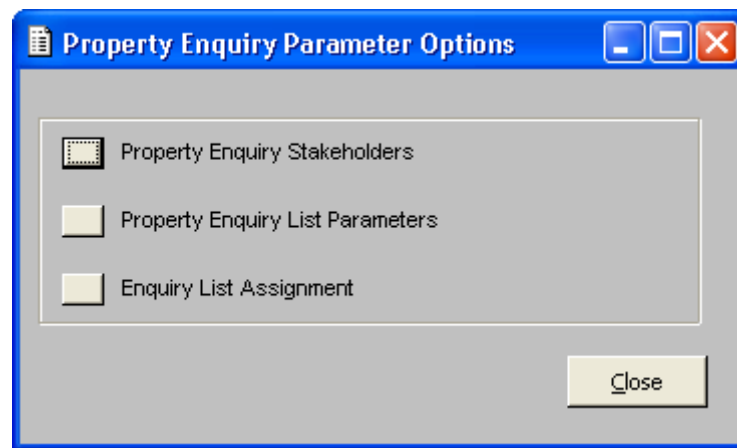 Property Enquiry Parameter Options
Property Enquiry Stakeholders
Property Enquiry List Parameters
Enquiry List Assignment
Close